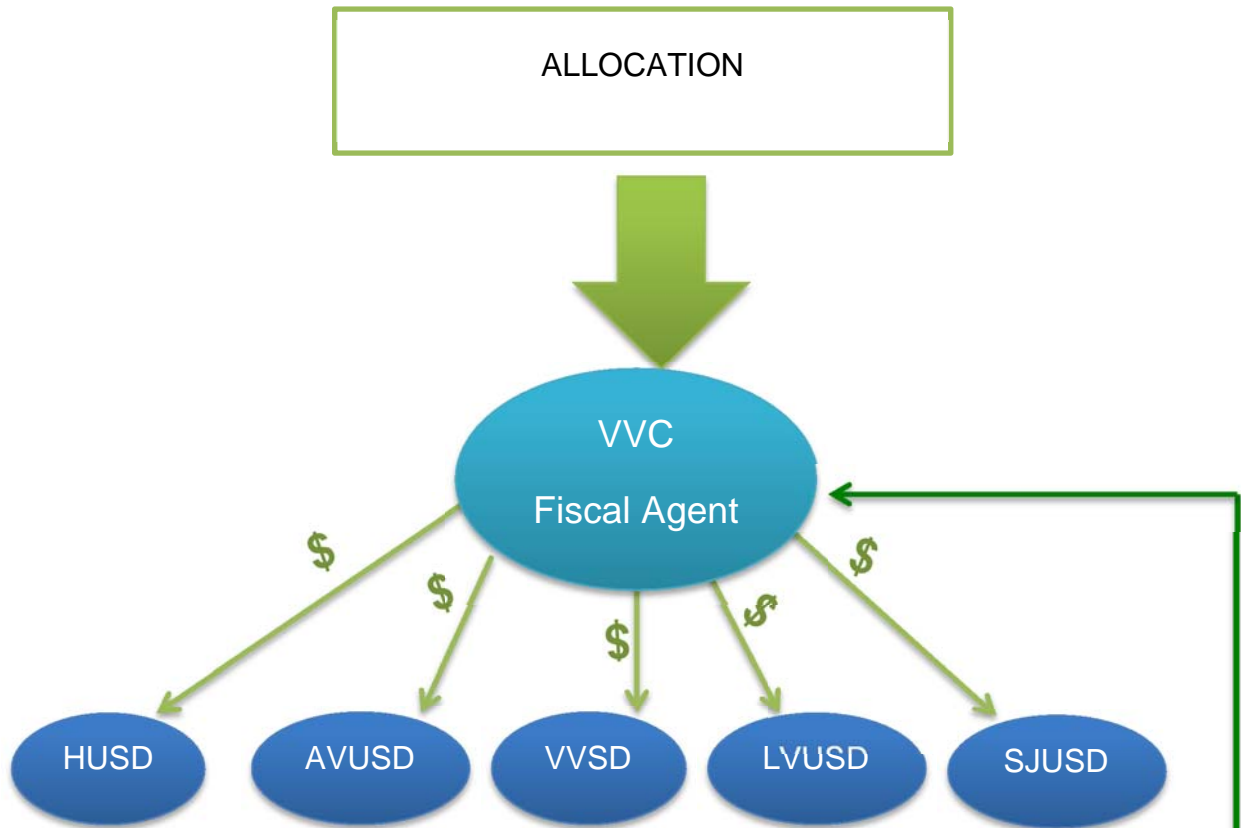 ALLOCATION
VVC
Fiscal Agent
$
$
$
$
$
HUSD
AVUSD
VVSD
LVUSD
SJUSD